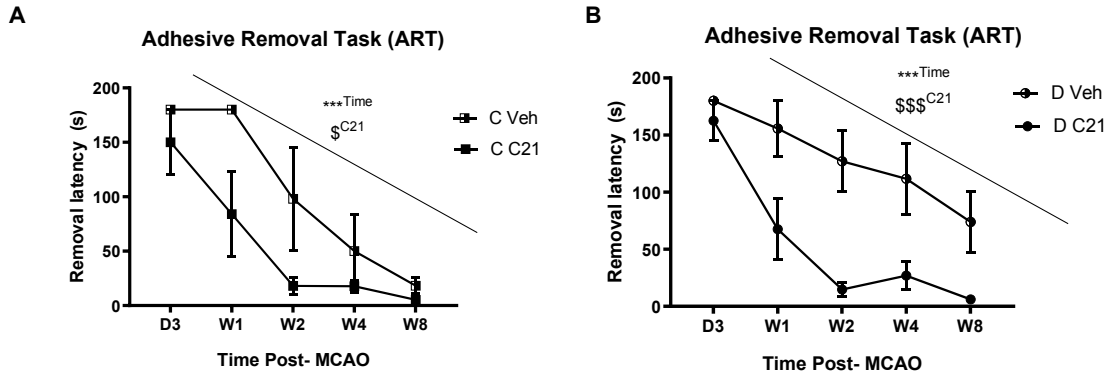 A
Adhesive Removal Task (ART)
***Time
$C21
200
150
100
50
0
Removal latency (s)
D3 W1 W2 W4 W8
Time Post- MCAO
C Veh
C C21
B
Adhesive Removal Task (ART)
***Time
$$$C21
200
150
100
50
0
Removal latency (s)
D3 W1 W2 W4 W8
Time Post- MCAO
D Veh
D C21